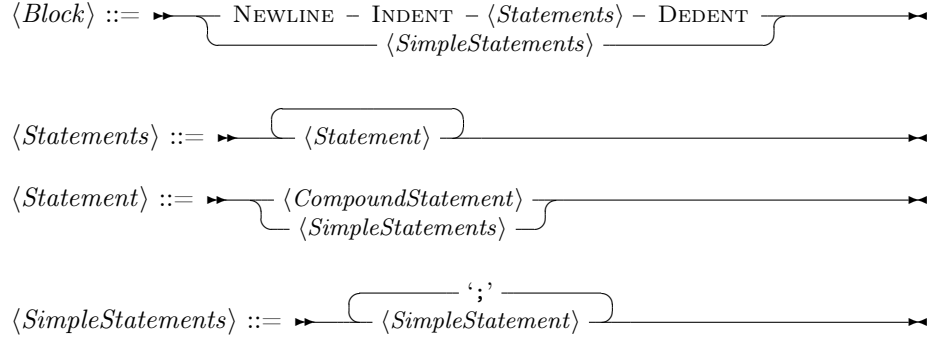 ⟨Block⟩ ::= NEWLINE – INDENT – ⟨Statements⟩ – DEDENT
⟨SimpleStatements⟩
⟨Statements⟩ ::= ⟨Statement⟩
⟨Statement⟩ ::= ⟨CompoundStatement⟩
⟨SimpleStatements⟩
‘;’
⟨SimpleStatements⟩ ::= ⟨SimpleStatement⟩